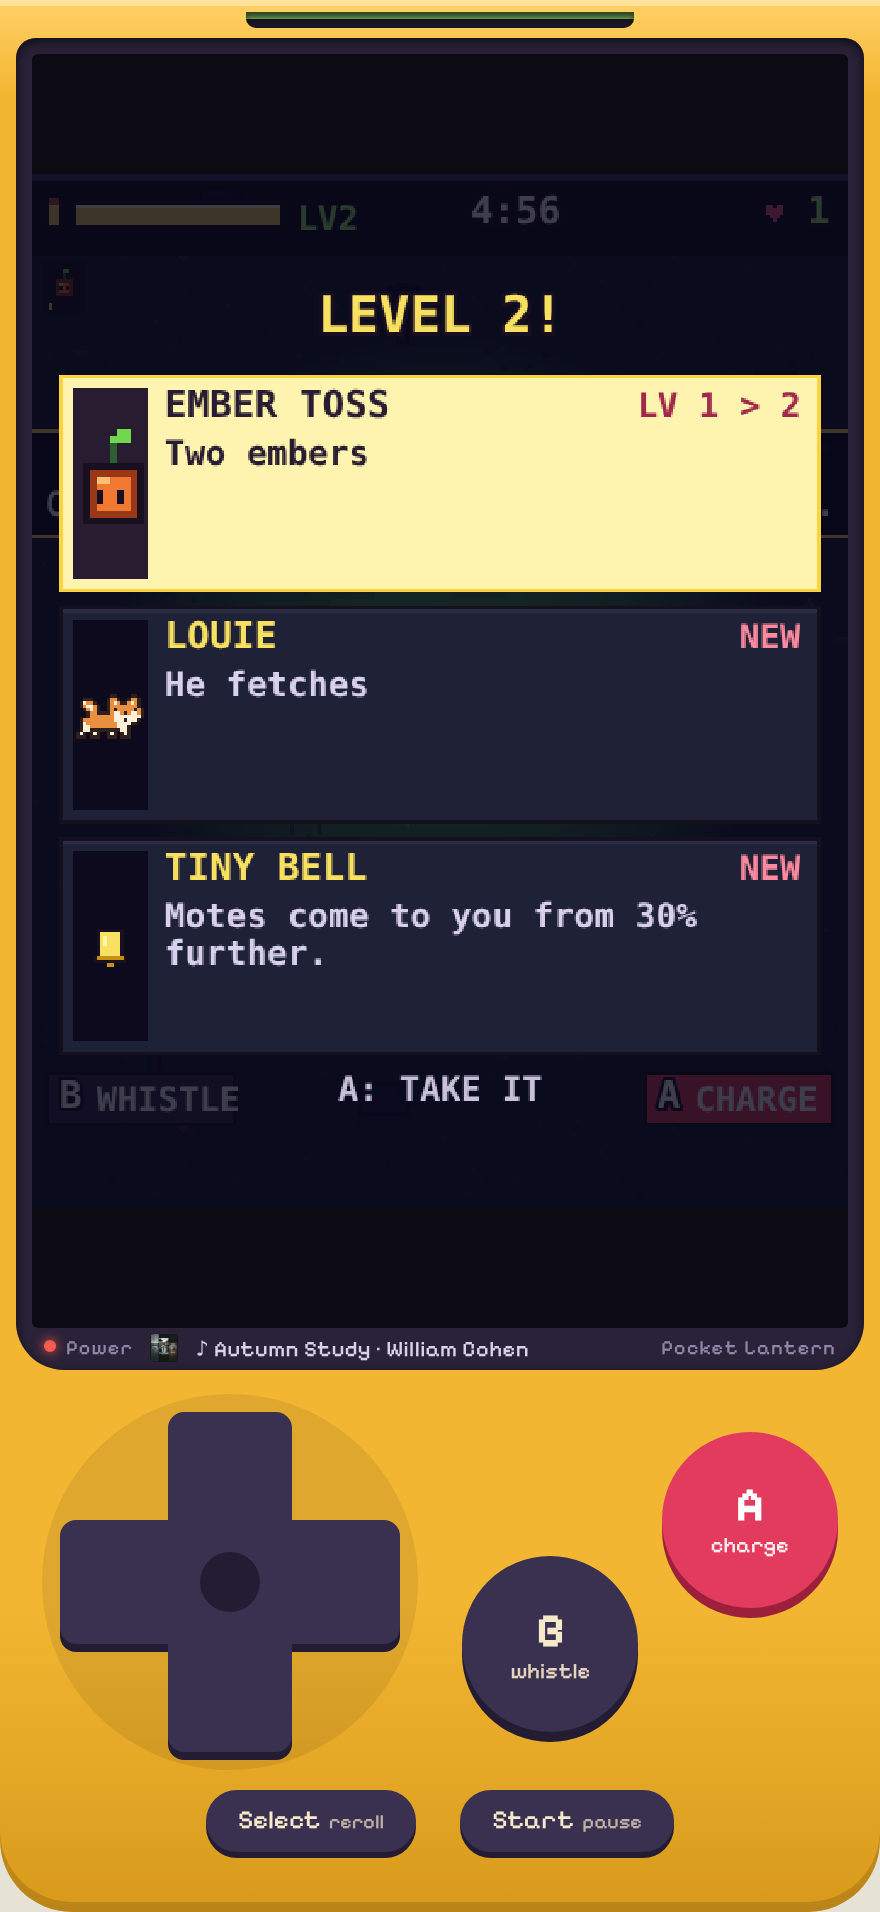 LV2 4:56 1
LEVEL 2!
EMBER TOSS LV 1 > 2
Two embers
LOUIE NEW
He fetches
TINY BELL NEW
Motes come to you from 30%
further.
B WHISTLE A: TAKE IT A CHARGE
Power ♪ Autumn Study · William Cohen Pocket Lantern
A
charge
B
whistle
Select reroll Start pause